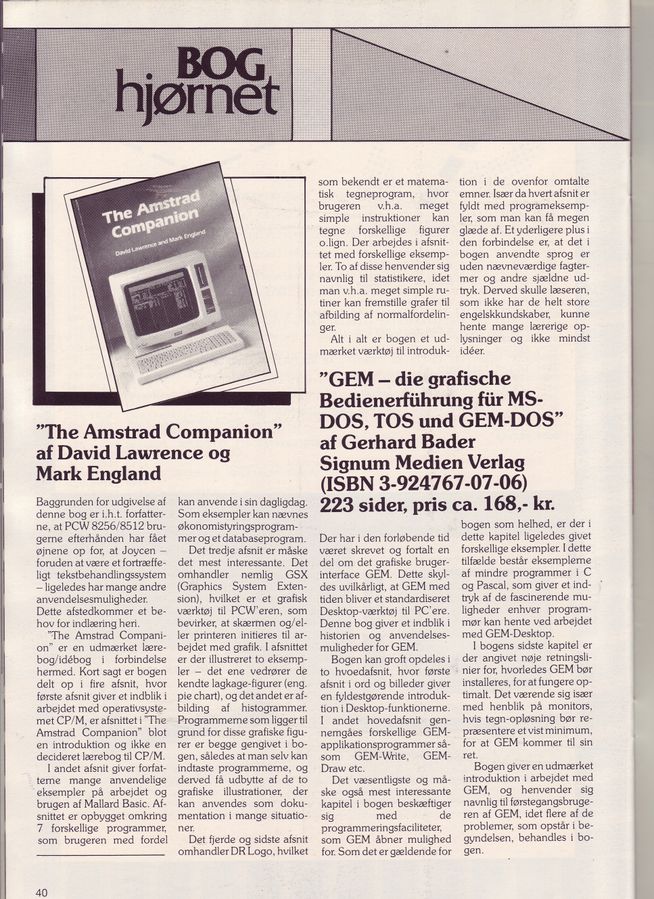 BOG
hjørnet
The Amstrad
Companion
David Lawrence and Mark England
"The Amstrad Companion"
af David Lawrence og
Mark England
Baggrunden for udgivelse af
denne bog er i.h.t. forfatter-
ne, at PCW 8256/8512 bru-
gerne efterhånden har fået
øjnene op for, at Joycen –
foruden at være et fortræffe-
ligt tekstbehandlingssystem
– ligeledes har mange andre
anvendelsesmuligheder.
Dette afstedkommer et be-
hov for indlæring heri.
"The Amstrad Compani-
on" er en udmærket lære-
bog/idébog i forbindelse
hermed. Kort sagt er bogen
delt op i fire afsnit, hvor
første afsnit giver et indblik i
arbejdet med operativsyste-
met CP/M, er afsnittet i "The
Amstrad Companion" blot
en introduktion og ikke en
decideret lærebog til CP/M.
I andet afsnit giver forfat-
terne mange anvendelige
eksempler på arbejdet og
brugen af Mallard Basic. Af-
snittet er opbygget omkring
7 forskellige programmer,
som brugeren med fordel
kan anvende i sin dagligdag.
Som eksempler kan nævnes
økonomistyringsprogram-
mer og et databaseprogram.
Det tredje afsnit er måske
det mest interessante. Det
omhandler nemlig GSX
(Graphics System Exten-
sion), hvilket er et grafisk
værktøj til PCW'eren, som
bevirker, at skærmen og/el-
ler printeren initieres til ar-
bejdet med grafik. I afsnittet
er der illustreret to eksemp-
ler – det ene vedrører de
kendte lagkage-figurer (eng.
pie chart), og det andet er af-
bilding af histogrammer.
Programmerne som ligger til
grund for disse grafiske figu-
rer er begge gengivet i bo-
gen, således at man selv kan
indtaste programmerne, og
derved få udbytte af de to
grafiske illustrationer, der
kan anvendes som doku-
mentation i mange situatio-
ner.
Det fjerde og sidste afsnit
omhandler DR Logo, hvilket
som bekendt er et matema-
tisk tegneprogram, hvor
brugeren v.h.a. meget
simple instruktioner kan
tegne forskellige figurer
o.lign. Der arbejdes i afsnit-
tet med forskellige eksemp-
ler. To af disse henvender sig
navnlig til statistikere, idet
man v.h.a. meget simple ru-
tiner kan fremstille grafer til
afbilding af normalfordelin-
ger.
Alt i alt er bogen et ud-
mærket værktøj til introduk-
tion i de ovenfor omtalte
emner. Især da hvert afsnit er
fyldt med programeksemp-
ler, som man kan få megen
glæde af. Et yderligere plus i
den forbindelse er, at det i
bogen anvendte sprog er
uden nævneværdige fagter-
mer og andre sjældne ud-
tryk. Derved skulle læseren,
som ikke har de helt store
engelskkundskaber, kunne
hente mange lærerige op-
lysninger og ikke mindst
idéer.
"GEM – die grafische
Bedienerführung für MS-
DOS, TOS und GEM-DOS"
af Gerhard Bader
Signum Medien Verlag
(ISBN 3-924767-07-06)
223 sider, pris ca. 168,- kr.
Der har i den forløbende tid
været skrevet og fortalt en
del om det grafiske bruger-
interface GEM. Dette skyl-
des uvilkårligt, at GEM med
tiden bliver et standardiseret
Desktop-værktøj til PC'ere.
Denne bog giver et indblik i
historien og anvendelses-
muligheder for GEM.
Bogen kan groft opdeles i
to hvoedafsnit, hvor første
afsnit i ord og billeder giver
en fyldestgørende introduk-
tion i Desktop-funktionerne.
I andet hovedafsnit gen-
nemgåes forskellige GEM-
applikationsprogrammer så-
som GEM-Write, GEM-
Draw etc.
Det væsentligste og må-
ske også mest interessante
kapitel i bogen beskæftiger
sig med de
programmeringsfaciliteter,
som GEM åbner mulighed
for. Som det er gældende for
bogen som helhed, er der i
dette kapitel ligeledes givet
forskellige eksempler. I dette
tilfælde består eksemplerne
af mindre programmer i C
og Pascal, som giver et ind-
tryk af de fascinerende mu-
ligheder enhver program-
mør kan hente ved arbejdet
med GEM-Desktop.
I bogens sidste kapitel er
der angivet nøje retningsli-
nier for, hvorledes GEM bør
installeres, for at fungere op-
timalt. Det værende sig især
med henblik på monitors,
hvis tegn-opløsning bør re-
præsentere et vist minimum,
for at GEM kommer til sin
ret.
Bogen giver en udmærket
introduktion i arbejdet med
GEM, og henvender sig
navnlig til førstegangsbruge-
ren af GEM, idet flere af de
problemer, som opstår i be-
gyndelsen, behandles i bo-
gen.
40